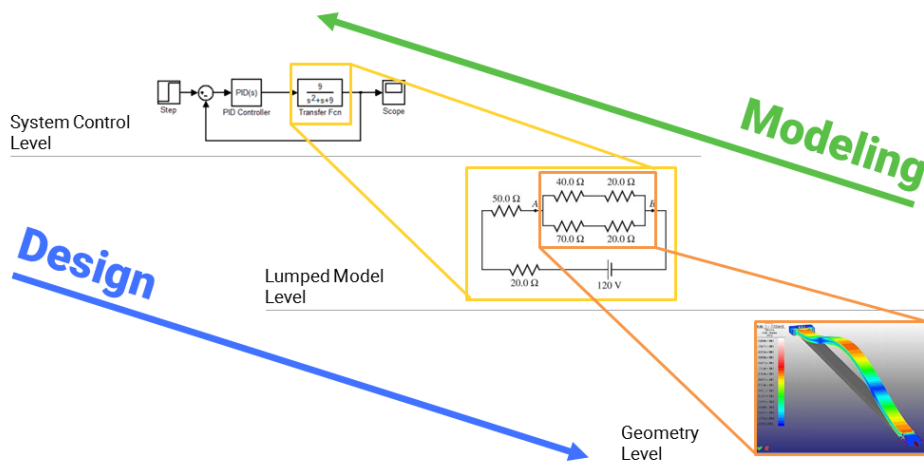 Modeling
9
s²+s+9
PID(s)
Step
PID Controller
Transfer Fcn
Scope
System Control
Level
40.0 Ω
20.0 Ω
50.0 Ω
A
B
70.0 Ω
20.0 Ω
Design
Lumped Model
Level
20.0 Ω
120 V
Geometry
Level